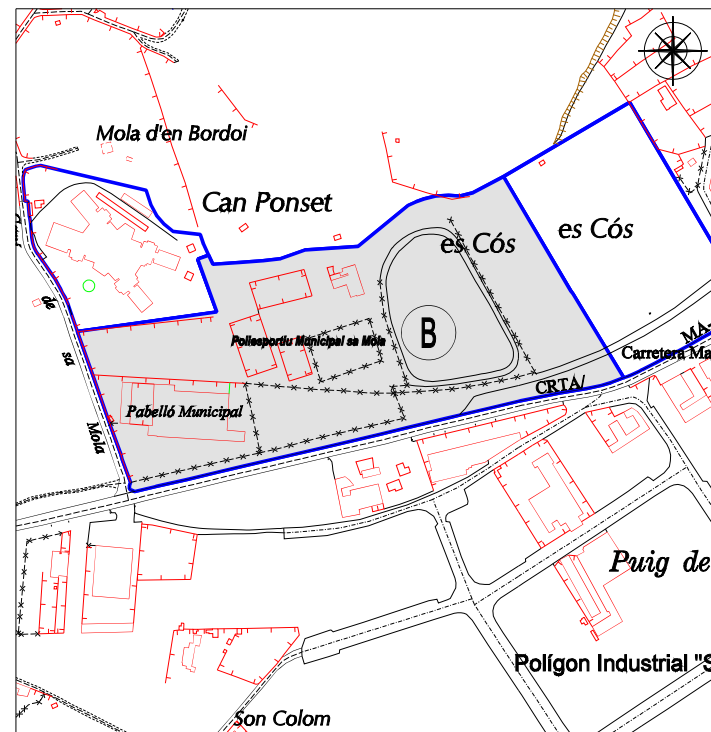 Mola d'en Bordoi
Can Ponset
es Cós
es Cós
de
sa
Mola
Poliesportiu Municipal sa Mola
B
MA-
Carretera Ma
CRTA/
Pabelló Municipal
Puig de
Polígon Industrial "S
Son Colom